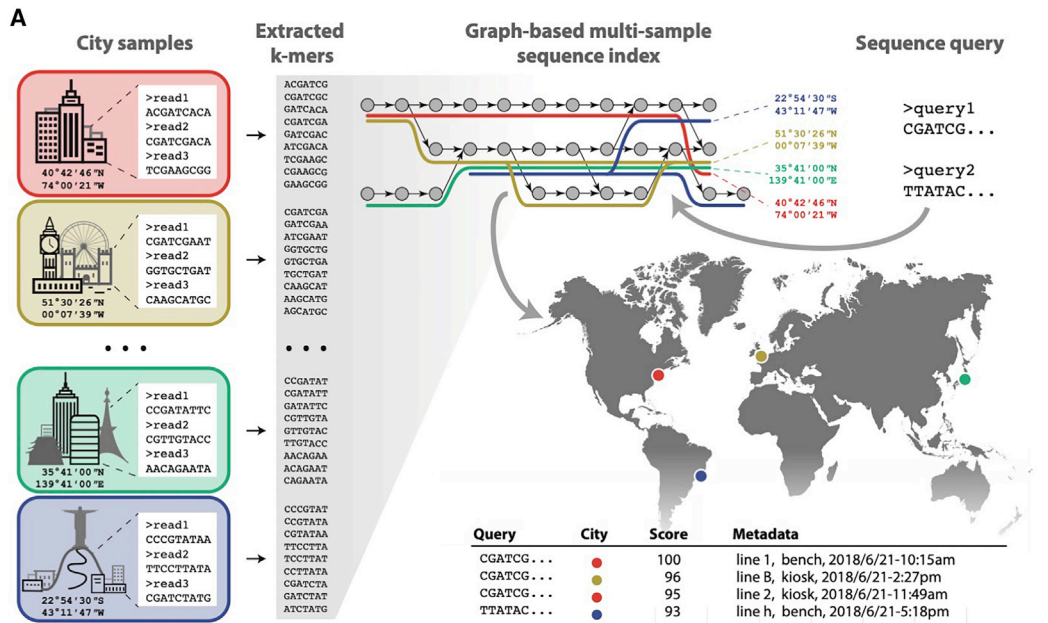 A
City samples
Extracted
k-mers
Graph-based multi-sample
sequence index
Sequence query
>read1
ACGATCACA
>read2
CGATCGACA
>read3
TCGAAGCGG
40°42'46"N
74°00'21"W
>read1
CGATCGAAT
>read2
GGTGCTGAT
>read3
CAAGCATGC
51°30'26"N
00°07'39"W
• • •
>read1
CCGATATTC
>read2
CGTTGTACC
>read3
AACAGAATA
35°41'00"N
139°41'00"E
>read1
CCCGTATAA
>read2
TTCCTTATA
>read3
CGATCTATG
22°54'30"S
43°11'47"W
ACGATCG
CGATCGC
GATCACA
CGATCGA
GATCGAC
ATCGACA
TCGAAGC
CGAAGCG
GAAGCGG
CGATCGA
GATCGAA
ATCGAAT
GGTGCTG
GTGCTGA
TGCTGAT
CAAGCAT
AAGCATG
AGCATGC
• • •
CCGATAT
CGATATT
GATATTC
CGTTGTA
GTTGTAC
TTGTACC
AACAGAA
ACAGAAT
CAGAATA
CCCGTAT
CCGTATA
CGTATAA
TTCCTTA
TCCTTAT
CCTTATA
CGATCTA
GATCTAT
ATCTATG
22°54'30"S
43°11'47"W
51°30'26"N
00°07'39"W
35°41'00"N
139°41'00"E
40°42'46"N
74°00'21"W
>query1
CGATCG...
>query2
TTATAC...
Query City Score Metadata
CGATCG... 100 line 1, bench, 2018/6/21-10:15am
CGATCG... 96 line B, kiosk, 2018/6/21-2:27pm
CGATCG... 95 line 2, kiosk, 2018/6/21-11:49am
TTATAC... 93 line h, bench, 2018/6/21-5:18pm